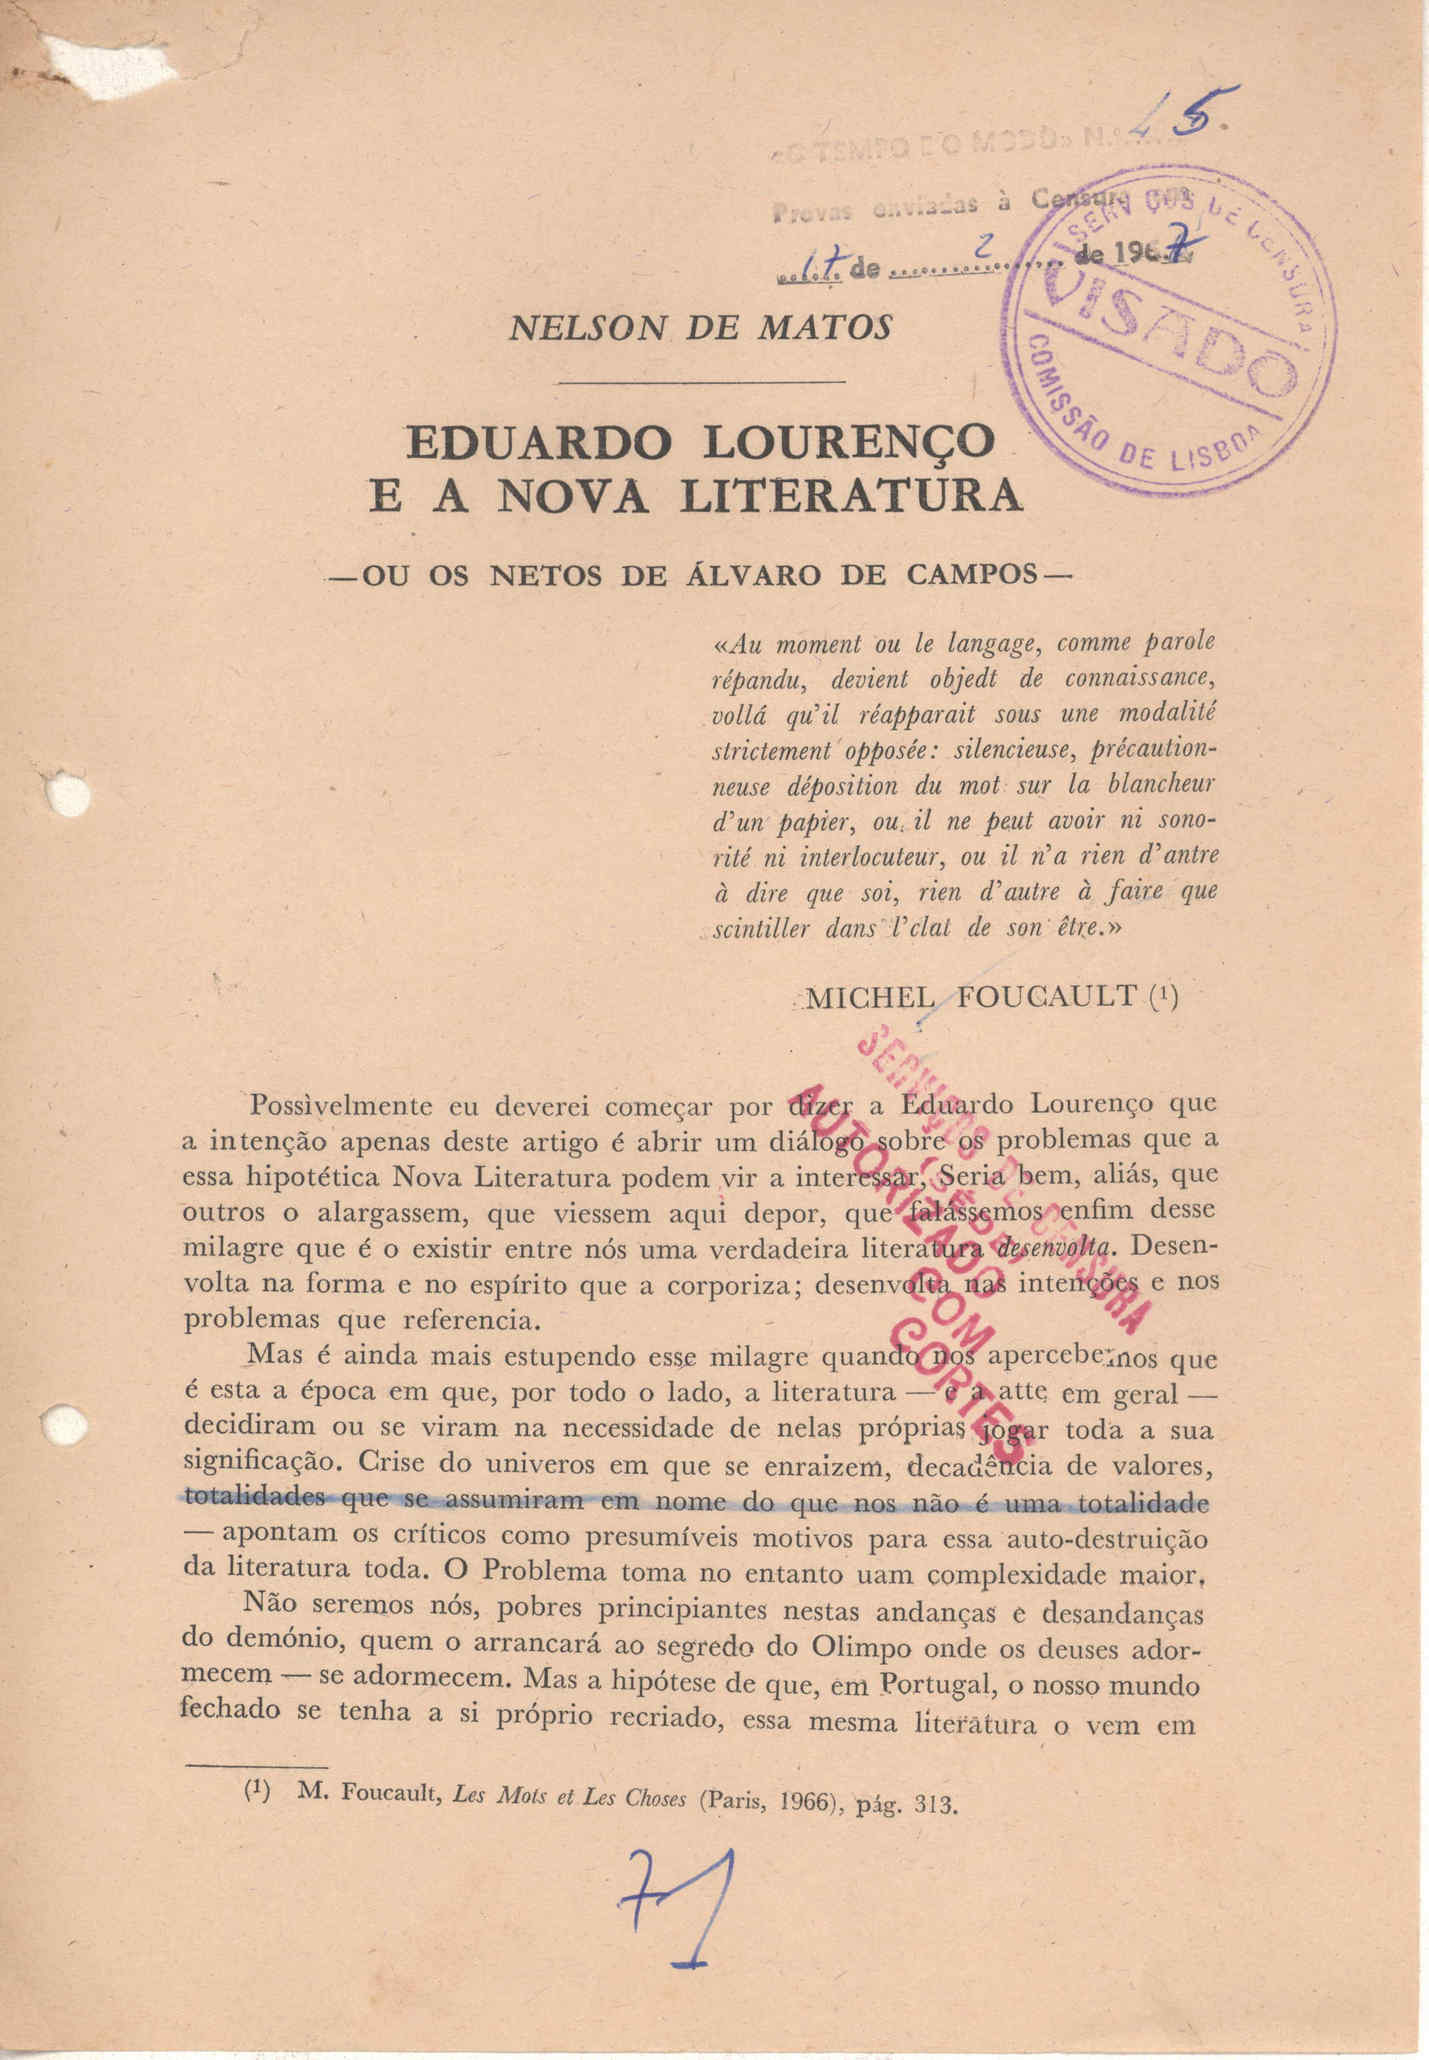 45.
«O TEMPO E O MODO» N.º
Provas enviadas à Censura em
17 de 2 de 1967
SERVIÇOS DE CENSURA
VISADO
COMISSÃO DE LISBOA
NELSON DE MATOS
EDUARDO LOURENÇO
E A NOVA LITERATURA
—OU OS NETOS DE ÁLVARO DE CAMPOS—
«Au moment ou le langage, comme parole
répandu, devient objedt de connaissance,
vollá qu'il réapparait sous une modalité
strictement opposée: silencieuse, précaution-
neuse déposition du mot sur la blancheur
d'un papier, ou il ne peut avoir ni sono-
rité ni interlocuteur, ou il n'a rien d'antre
à dire que soi, rien d'autre à faire que
scintiller dans l'clat de son être.»
MICHEL FOUCAULT (1)
SERVIÇOS DE CENSURA
(SÉDE)
AUTORIZADO
COM
CORTES
Possìvelmente eu deverei começar por dizer a Eduardo Lourenço que
a intenção apenas deste artigo é abrir um diálogo sobre os problemas que a
essa hipotética Nova Literatura podem vir a interessar, Seria bem, aliás, que
outros o alargassem, que viessem aqui depor, que falássemos enfim desse
milagre que é o existir entre nós uma verdadeira literatura desenvolta. Desen-
volta na forma e no espírito que a corporiza; desenvolta nas intenções e nos
problemas que referencia.
Mas é ainda mais estupendo esse milagre quando nos apercebemos que
é esta a época em que, por todo o lado, a literatura — e a atte em geral —
decidiram ou se viram na necessidade de nelas próprias jogar toda a sua
significação. Crise do univeros em que se enraizem, decadência de valores,
totalidades que se assumiram em nome do que nos não é uma totalidade
— apontam os críticos como presumíveis motivos para essa auto-destruição
da literatura toda. O Problema toma no entanto uam complexidade maior.
Não seremos nós, pobres principiantes nestas andanças e desandanças
do demónio, quem o arrancará ao segredo do Olimpo onde os deuses ador-
mecem — se adormecem. Mas a hipótese de que, em Portugal, o nosso mundo
fechado se tenha a si próprio recriado, essa mesma literatura o vem em
(1) M. Foucault, Les Mots et Les Choses (Paris, 1966), pág. 313.
71